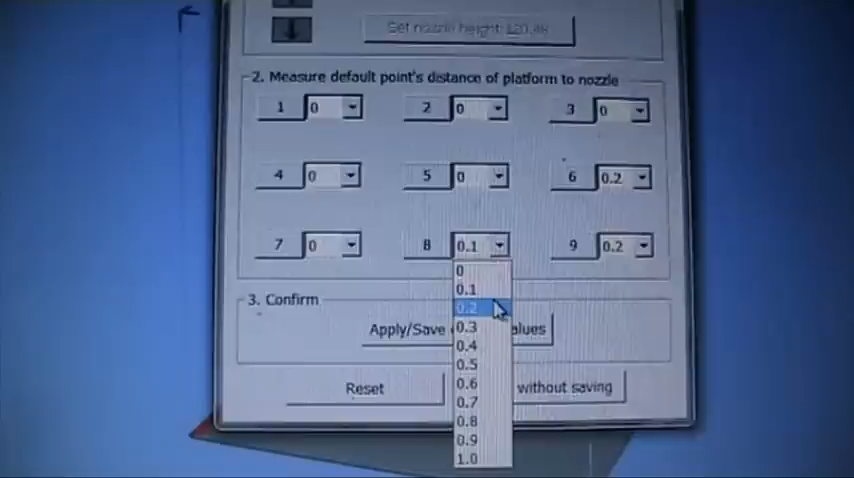 Set nozzle height: 120.48
2. Measure default point's distance of platform to nozzle
1 0 2 0 3 0
4 0 5 0 6 0.2
7 0 8 0.1 9 0.2
0
0.1
3. Confirm
0.2
Apply/Save 0.3 alues
0.4
0.5
Reset 0.6 without saving
0.7
0.8
0.9
1.0